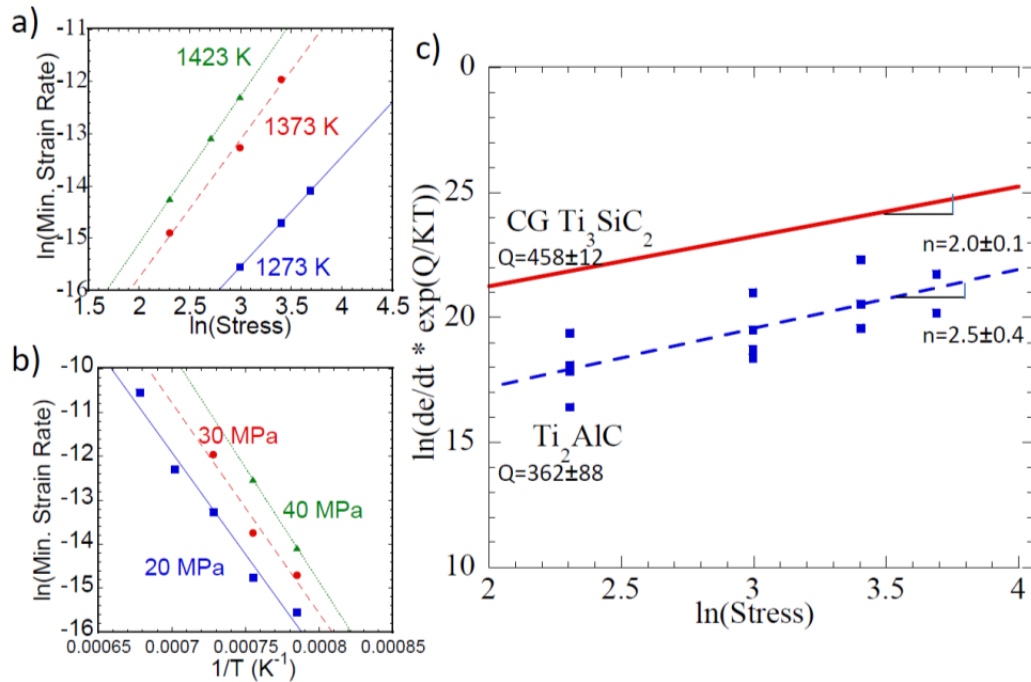 a)
-11
-12
-13
-14
-15
-16
ln(Min. Strain Rate)
1423 K
1373 K
1273 K
1.5 2 2.5 3 3.5 4 4.5
ln(Stress)
b)
-10
-11
-12
-13
-14
-15
-16
ln(Min. Strain Rate)
30 MPa
40 MPa
20 MPa
0.00065 0.0007 0.00075 0.0008 0.00085
1/T (K-1)
c)
0
25
20
15
10
ln(de/dt * exp(Q/KT))
CG Ti3SiC2
Q=458±12
n=2.0±0.1
n=2.5±0.4
Ti2AlC
Q=362±88
2 2.5 3 3.5 4
ln(Stress)